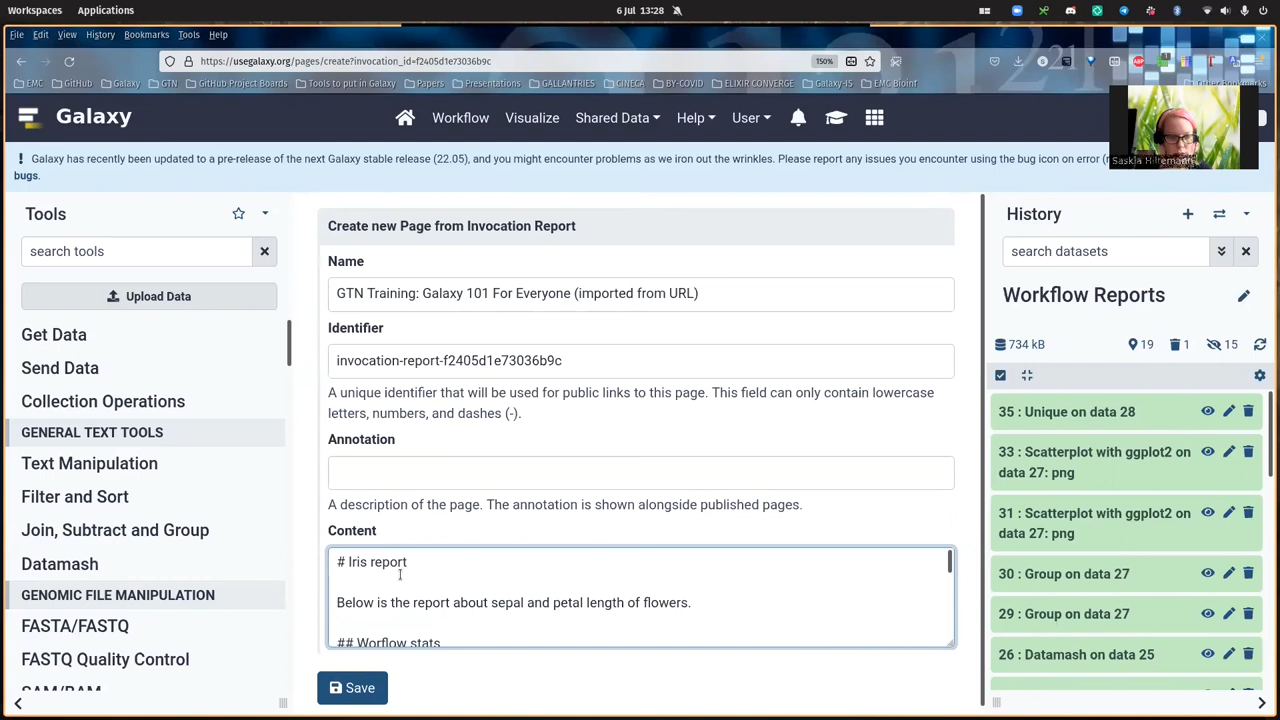 Workspaces Applications 6 Jul 13:28
File Edit View History Bookmarks Tools Help
https://usegalaxy.org/pages/create?invocation_id=f2405d1e73036b9c 150%
EMC GitHub Galaxy GTN GitHub Project Boards Tools to put in Galaxy Papers Presentations GALLANTRIES CINECA BY-COVID ELIXIR CONVERGE Galaxy-IS EMC Bioinf Other Bookmarks
Galaxy Workflow Visualize Shared Data Help User
Saskia Hiltemann
Galaxy has recently been updated to a pre-release of the next Galaxy stable release (22.05), and you might encounter problems as we iron out the wrinkles. Please report any issues you encounter using the bug icon on error
bugs.
Tools
search tools
Upload Data
Get Data
Send Data
Collection Operations
GENERAL TEXT TOOLS
Text Manipulation
Filter and Sort
Join, Subtract and Group
Datamash
GENOMIC FILE MANIPULATION
FASTA/FASTQ
FASTQ Quality Control
SAM/BAM
Create new Page from Invocation Report
Name
GTN Training: Galaxy 101 For Everyone (imported from URL)
Identifier
invocation-report-f2405d1e73036b9c
A unique identifier that will be used for public links to this page. This field can only contain lowercase
letters, numbers, and dashes (-).
Annotation
A description of the page. The annotation is shown alongside published pages.
Content
# Iris report
Below is the report about sepal and petal length of flowers.
## Worflow stats
Save
History
search datasets
Workflow Reports
734 kB 19 1 15
35 : Unique on data 28
33 : Scatterplot with ggplot2 on
data 27: png
31 : Scatterplot with ggplot2 on
data 27: png
30 : Group on data 27
29 : Group on data 27
26 : Datamash on data 25